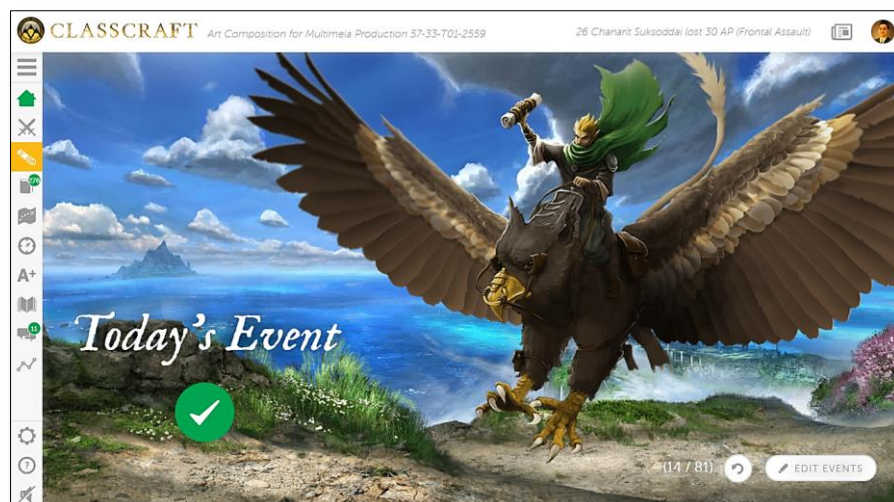 CLASSCRAFT Art Composition for Multimeia Production 57-33-T01-2559 26 Chanarit Suksoddai lost 30 AP (Frontal Assault)
276
A+
11
Today's Event
(14 / 81) EDIT EVENTS
?